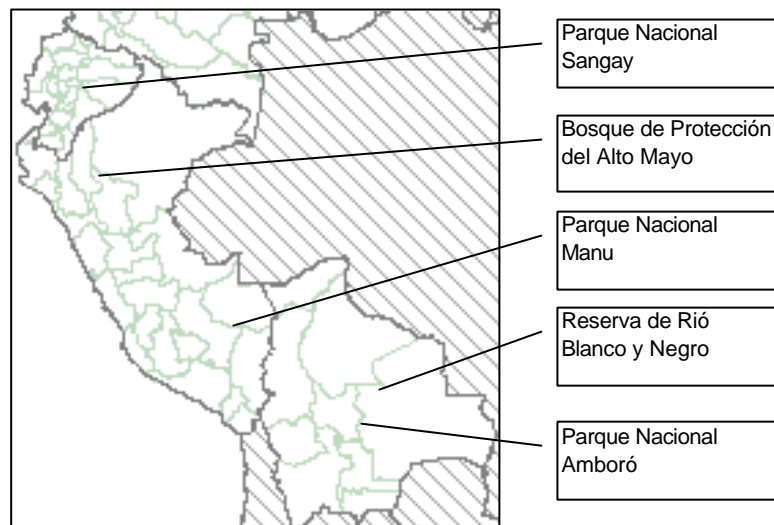 Parque Nacional
Sangay
Bosque de Protección
del Alto Mayo
Parque Nacional
Manu
Reserva de Rió
Blanco y Negro
Parque Nacional
Amboró